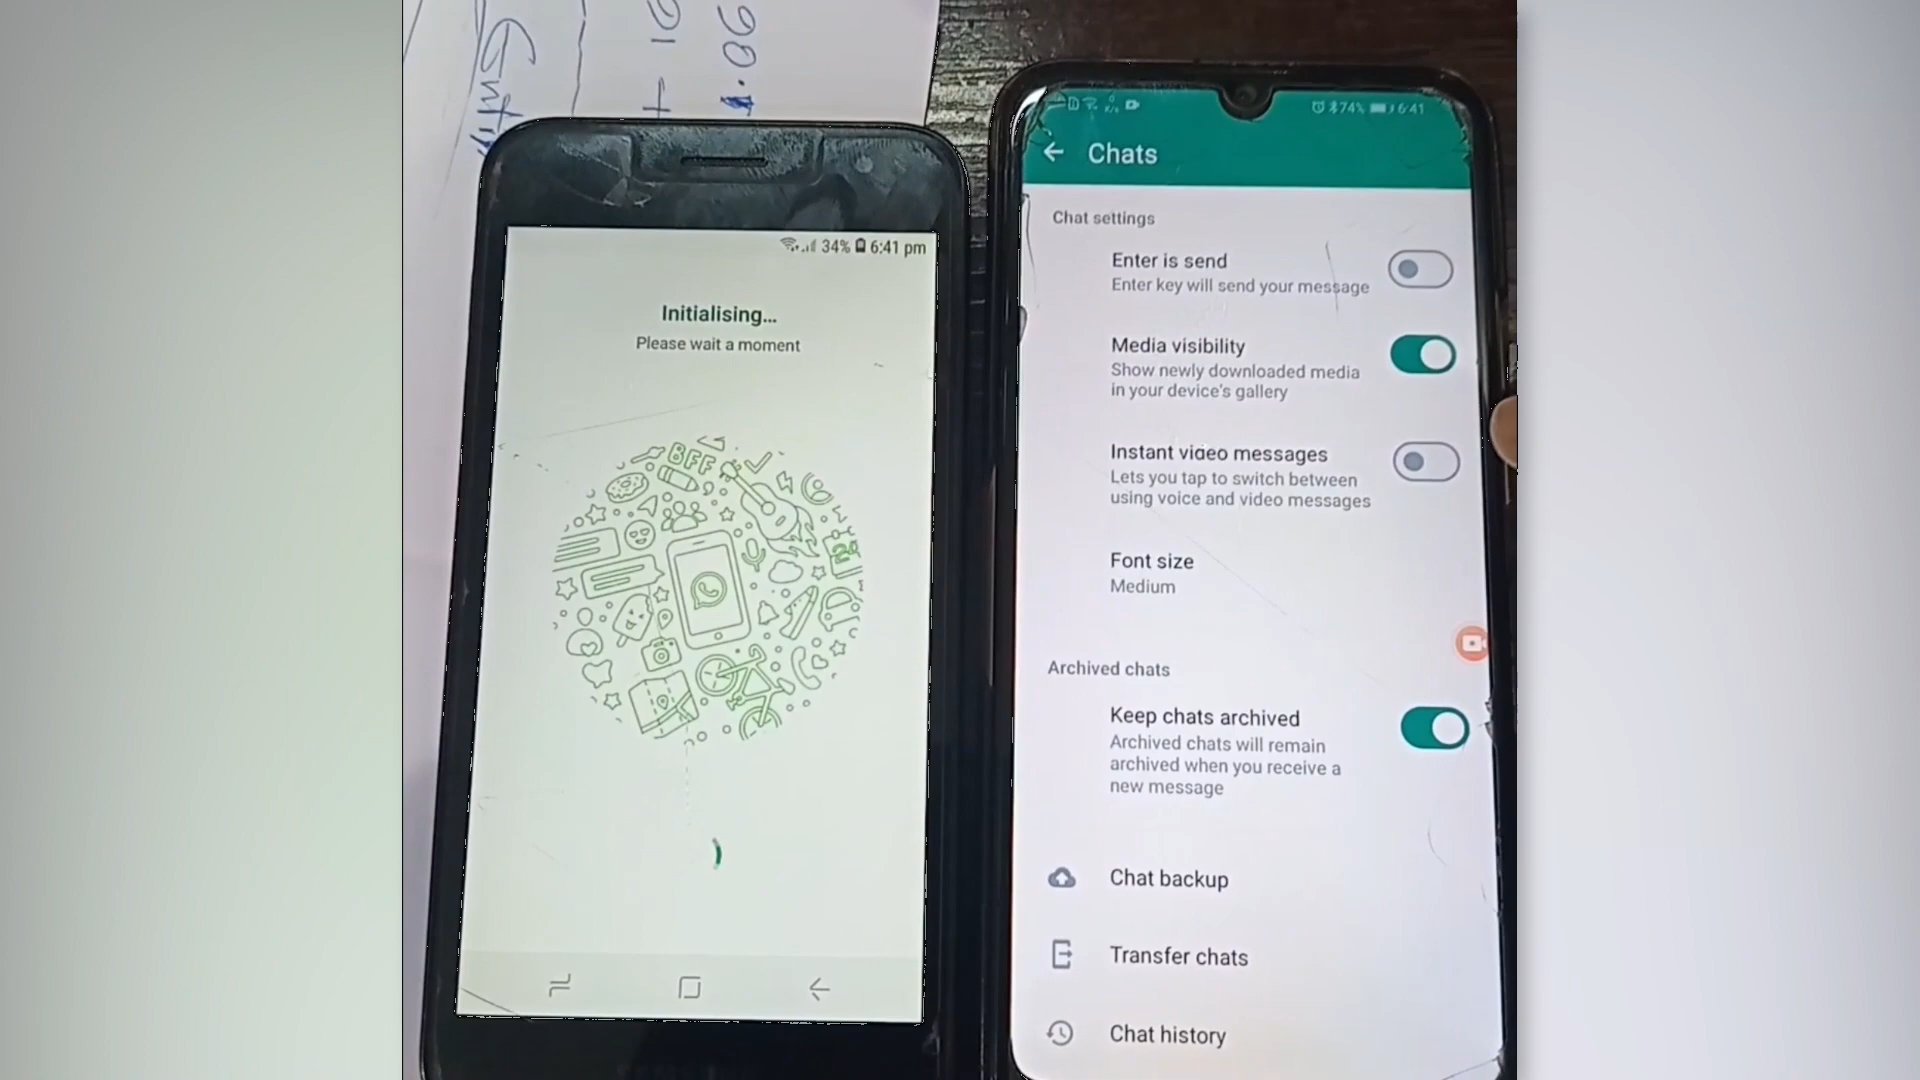 90.
34% 6:41 pm
Initialising...
Please wait a moment
BFF
74% 6:41
Chats
Chat settings
Enter is send
Enter key will send your message
Media visibility
Show newly downloaded media
in your device's gallery
Instant video messages
Lets you tap to switch between
using voice and video messages
Font size
Medium
Archived chats
Keep chats archived
Archived chats will remain
archived when you receive a
new message
Chat backup
Transfer chats
Chat history